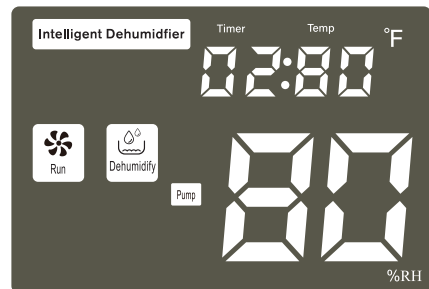 Intelligent Dehumidfier
Timer Temp °F
02:80
Run
Dehumidify
Pump
80
%RH